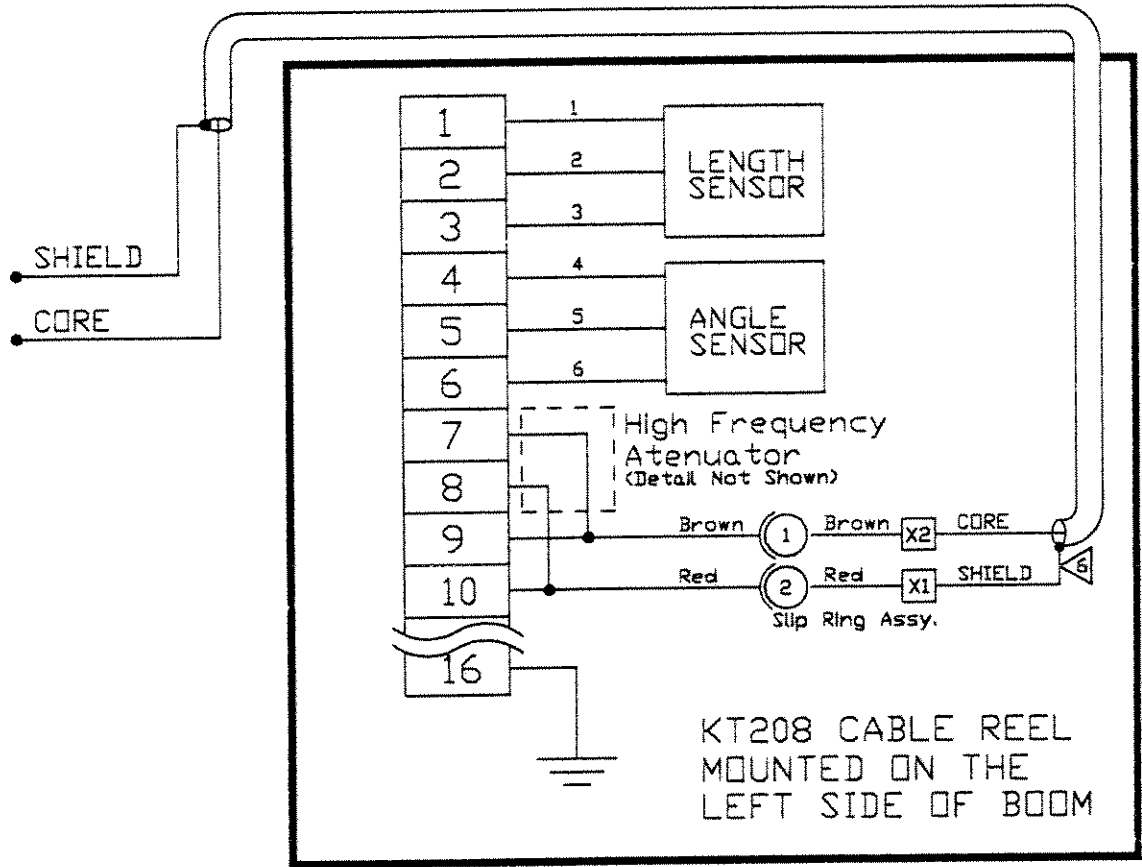 SHIELD
CORE
1
2
3
4
5
6
7
8
9
10
16
1
2
3
LENGTH
SENSOR
4
5
6
ANGLE
SENSOR
High Frequency
Atenuator
(Detail Not Shown)
Brown 1 Brown X2 CORE
Red 2 Red X1 SHIELD 6
Slip Ring Assy.
KT208 CABLE REEL
MOUNTED ON THE
LEFT SIDE OF BOOM